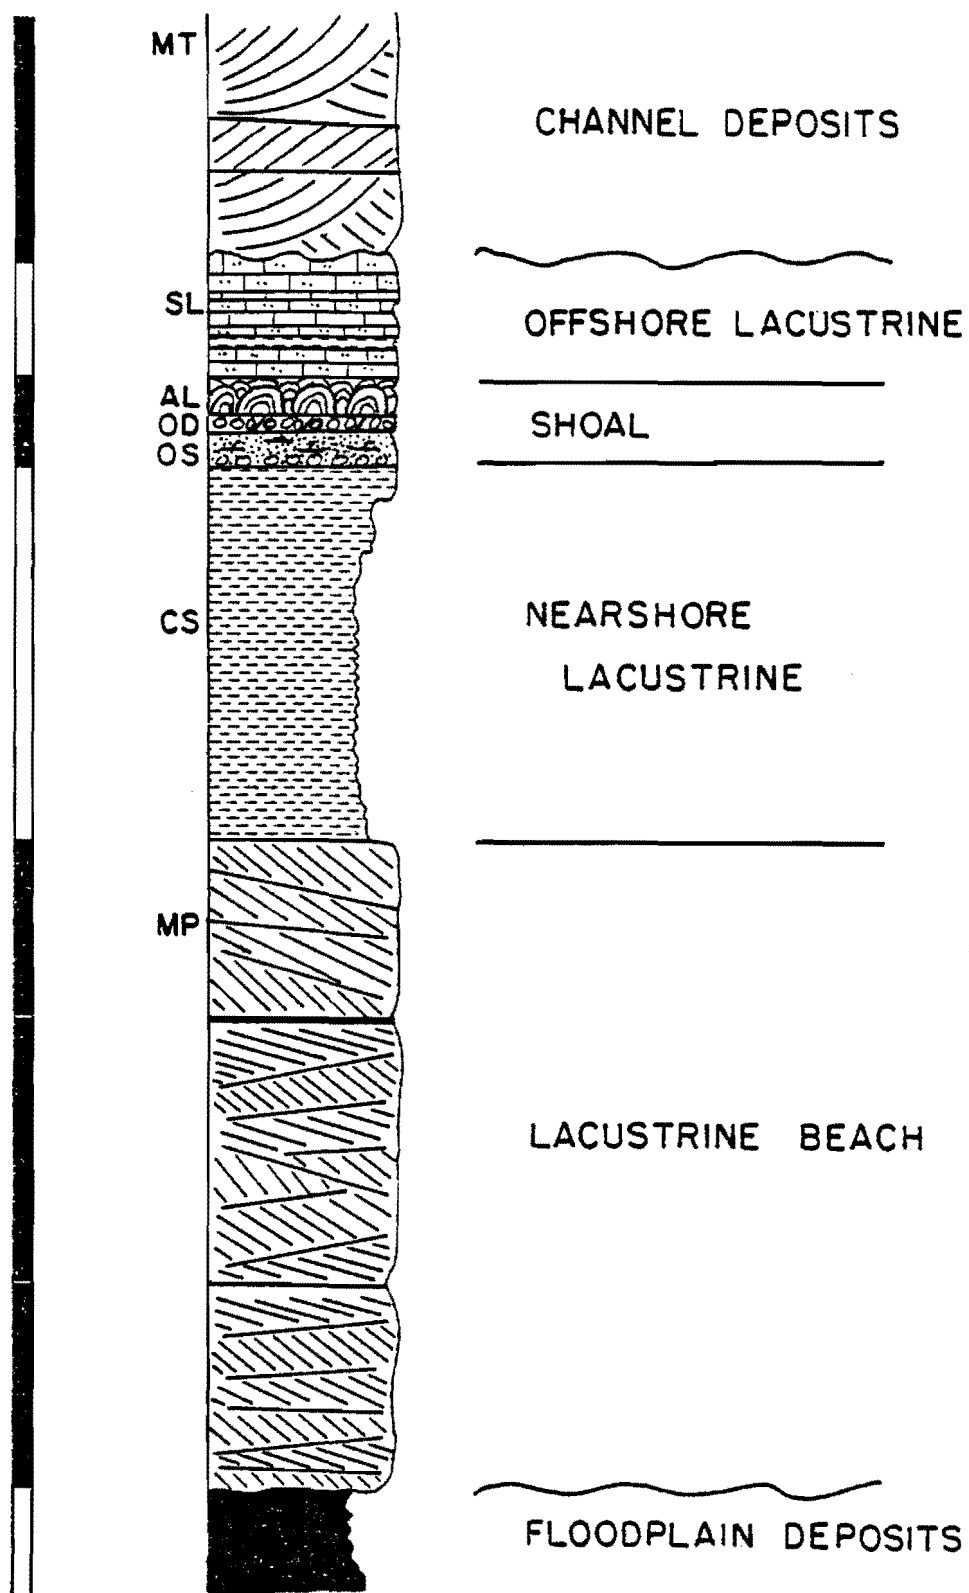 MT
CHANNEL DEPOSITS
SL
OFFSHORE LACUSTRINE
AL
OD
SHOAL
OS
CS
NEARSHORE
LACUSTRINE
MP
LACUSTRINE BEACH
FLOODPLAIN DEPOSITS